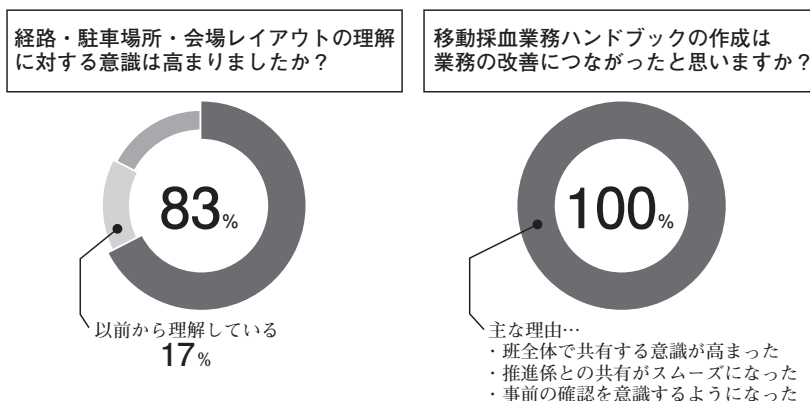 経路・駐車場所・会場レイアウトの理解
に対する意識は高まりましたか？
83%
以前から理解している
17%
移動採血業務ハンドブックの作成は
業務の改善につながったと思いますか？
100%
主な理由…
・班全体で共有する意識が高まった
・推進係との共有がスムーズになった
・事前の確認を意識するようになった